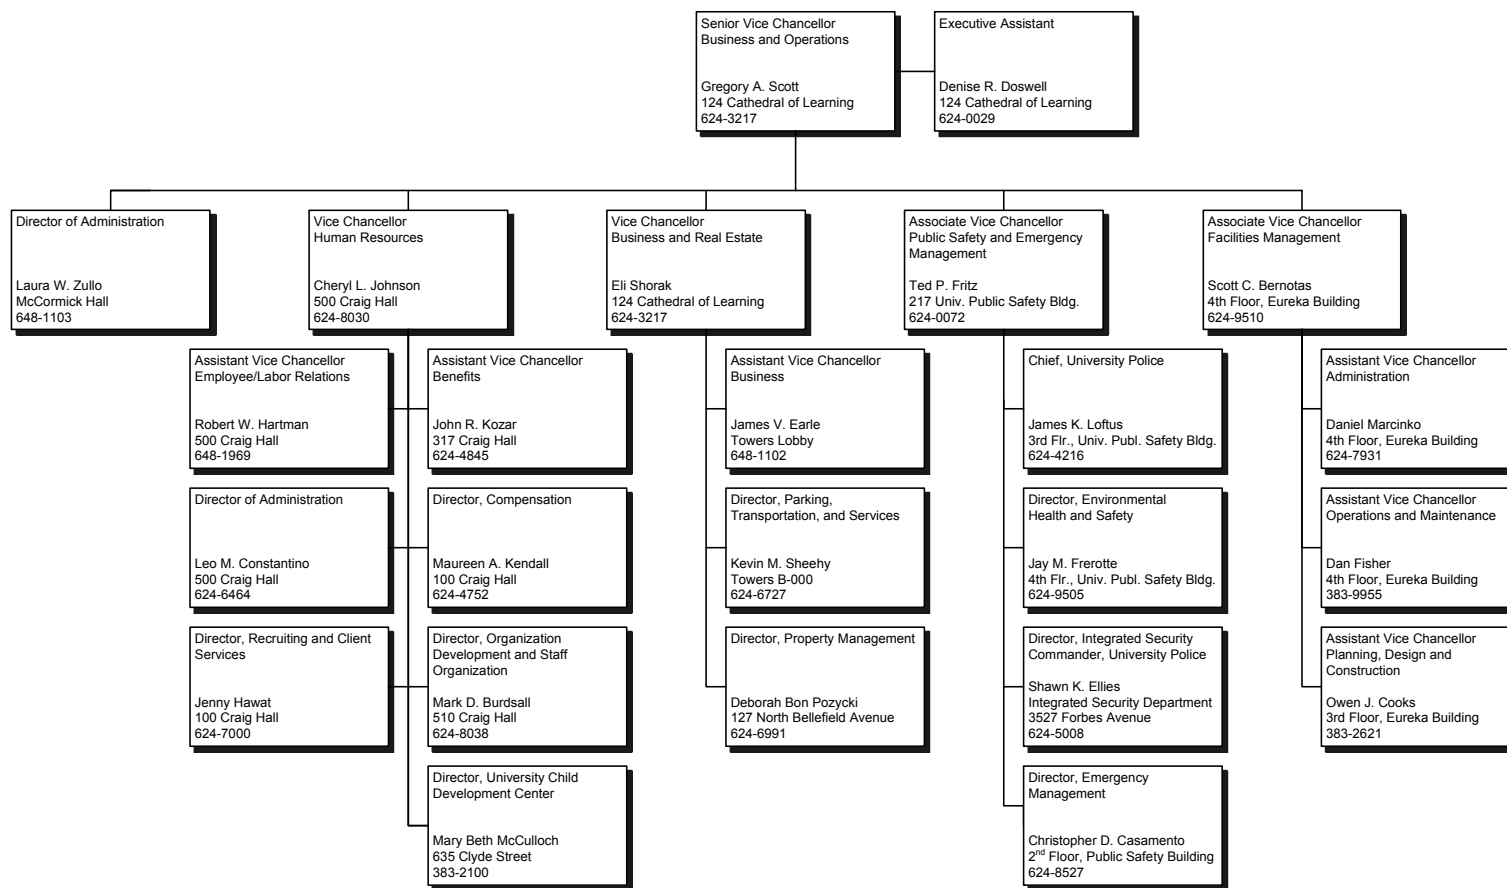 Senior Vice Chancellor
Business and Operations
Gregory A. Scott
124 Cathedral of Learning
624-3217
Executive Assistant
Denise R. Doswell
124 Cathedral of Learning
624-0029
Director of Administration
Laura W. Zullo
McCormick Hall
648-1103
Vice Chancellor
Human Resources
Cheryl L. Johnson
500 Craig Hall
624-8030
Vice Chancellor
Business and Real Estate
Eli Shorak
124 Cathedral of Learning
624-3217
Associate Vice Chancellor
Public Safety and Emergency
Management
Ted P. Fritz
217 Univ. Public Safety Bldg.
624-0072
Associate Vice Chancellor
Facilities Management
Scott C. Bernotas
4th Floor, Eureka Building
624-9510
Assistant Vice Chancellor
Employee/Labor Relations
Robert W. Hartman
500 Craig Hall
648-1969
Assistant Vice Chancellor
Benefits
John R. Kozar
317 Craig Hall
624-4845
Assistant Vice Chancellor
Business
James V. Earle
Towers Lobby
648-1102
Chief, University Police
James K. Loftus
3rd Flr., Univ. Publ. Safety Bldg.
624-4216
Assistant Vice Chancellor
Administration
Daniel Marcinko
4th Floor, Eureka Building
624-7931
Director of Administration
Leo M. Constantino
500 Craig Hall
624-6464
Director, Compensation
Maureen A. Kendall
100 Craig Hall
624-4752
Director, Parking,
Transportation, and Services
Kevin M. Sheehy
Towers B-000
624-6727
Director, Environmental
Health and Safety
Jay M. Frerotte
4th Flr., Univ. Publ. Safety Bldg.
624-9505
Assistant Vice Chancellor
Operations and Maintenance
Dan Fisher
4th Floor, Eureka Building
383-9955
Director, Recruiting and Client
Services
Jenny Hawat
100 Craig Hall
624-7000
Director, Organization
Development and Staff
Organization
Mark D. Burdsall
510 Craig Hall
624-8038
Director, Property Management
Deborah Bon Pozycki
127 North Bellefield Avenue
624-6991
Director, Integrated Security
Commander, University Police
Shawn K. Ellies
Integrated Security Department
3527 Forbes Avenue
624-5008
Assistant Vice Chancellor
Planning, Design and
Construction
Owen J. Cooks
3rd Floor, Eureka Building
383-2621
Director, University Child
Development Center
Mary Beth McCulloch
635 Clyde Street
383-2100
Director, Emergency
Management
Christopher D. Casamento
2nd Floor, Public Safety Building
624-8527